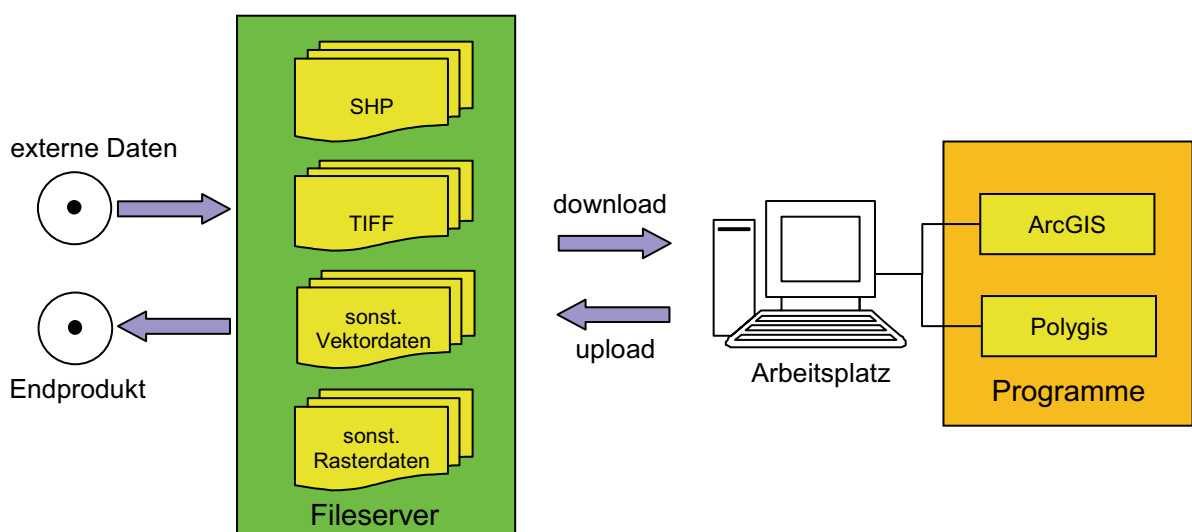 externe Daten
Endprodukt
SHP
TIFF
sonst.
Vektordaten
sonst.
Rasterdaten
Fileserver
download
upload
Arbeitsplatz
ArcGIS
Polygis
Programme